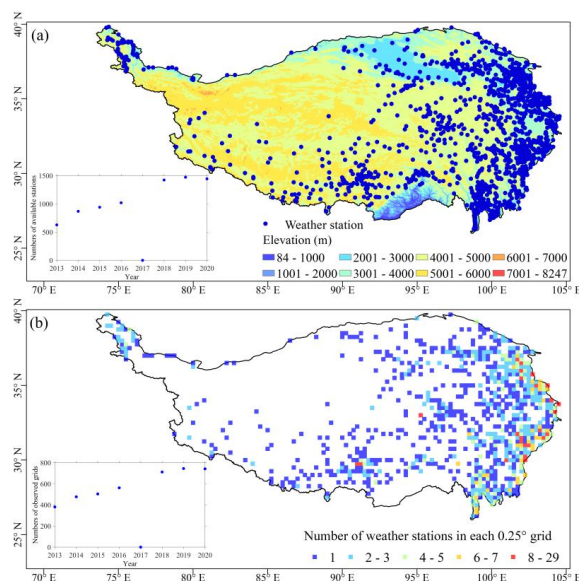 (a)
40° N
35° N
30° N
25° N
1500
1000
500
0
Numbers of available stations
2013 2014 2015 2016 2017 2018 2019 2020
Year
Weather station
Elevation (m)
84 - 1000 2001 - 3000 4001 - 5000 6001 - 7000
1001 - 2000 3001 - 4000 5001 - 6000 7001 - 8247
70° E 75° E 80° E 85° E 90° E 95° E 100° E 105° E
(b)
40° N
35° N
30° N
25° N
800
600
400
200
0
Numbers of observed grids
2013 2014 2015 2016 2017 2018 2019 2020
Year
Number of weather stations in each 0.25° grid
1 2 - 3 4 - 5 6 - 7 8 - 29
70° E 75° E 80° E 85° E 90° E 95° E 100° E 105° E